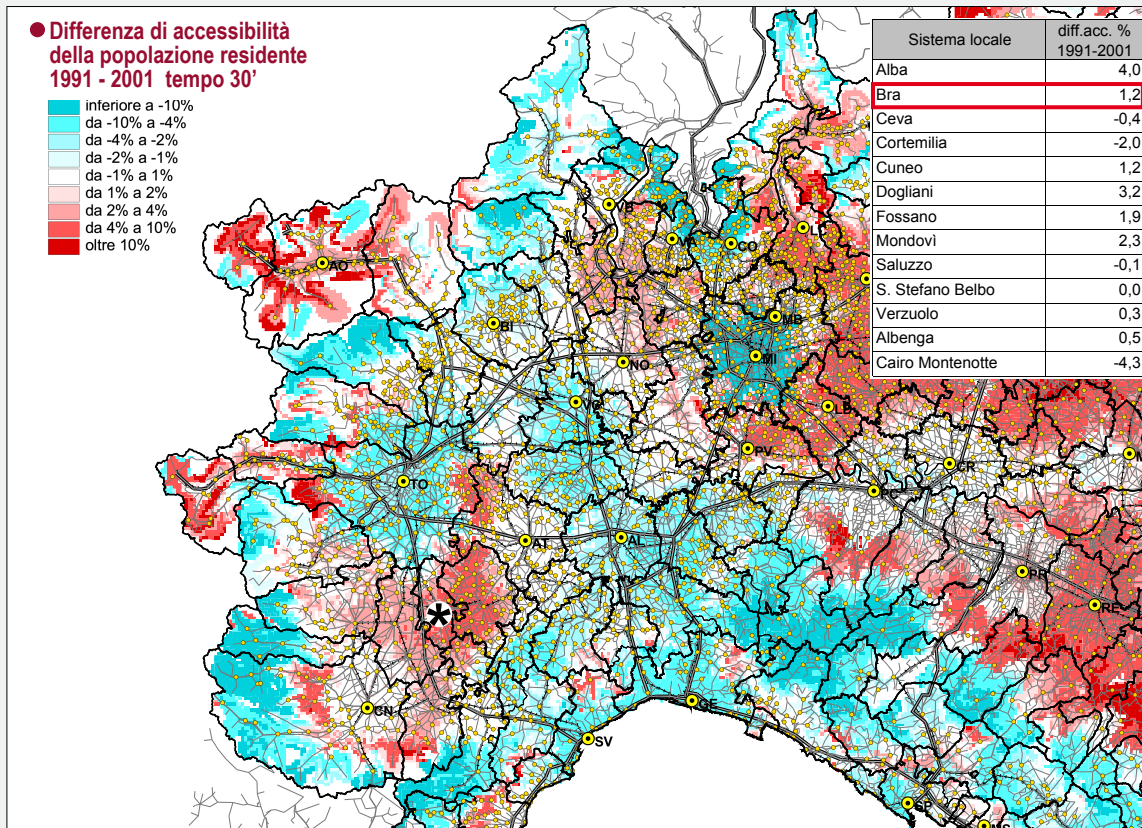 Differenza di accessibilità
della popolazione residente
1991 - 2001 tempo 30'
inferiore a -10%
da -10% a -4%
da -4% a -2%
da -2% a -1%
da -1% a 1%
da 1% a 2%
da 2% a 4%
da 4% a 10%
oltre 10%
Sistema locale diff.acc. % 1991-2001
Alba 4,0
Bra 1,2
Ceva -0,4
Cortemilia -2,0
Cuneo 1,2
Dogliani 3,2
Fossano 1,9
Mondovì 2,3
Saluzzo -0,1
S. Stefano Belbo 0,0
Verzuolo 0,3
Albenga 0,5
Cairo Montenotte -4,3
VB
VA
CO
LC
AO
BI
MB
MI
NO
VC
LD
PV
CR
TO
PC
AT
AL
PR
RE
*
CN
GE
SV
SP
MS